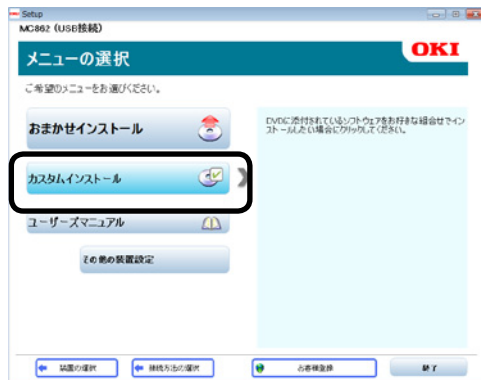 Setup
MC862（USB接続）
メニューの選択
OKI
ご希望のメニューをお選びください。
おまかせインストール
DVDに添付されているソフトウェアをお好きな組合せでイン
ストールしたい場合にクリックしてください。
カスタムインストール
ユーザーズマニュアル
その他の装置設定
装置の選択
接続方法の選択
お客様登録
終了